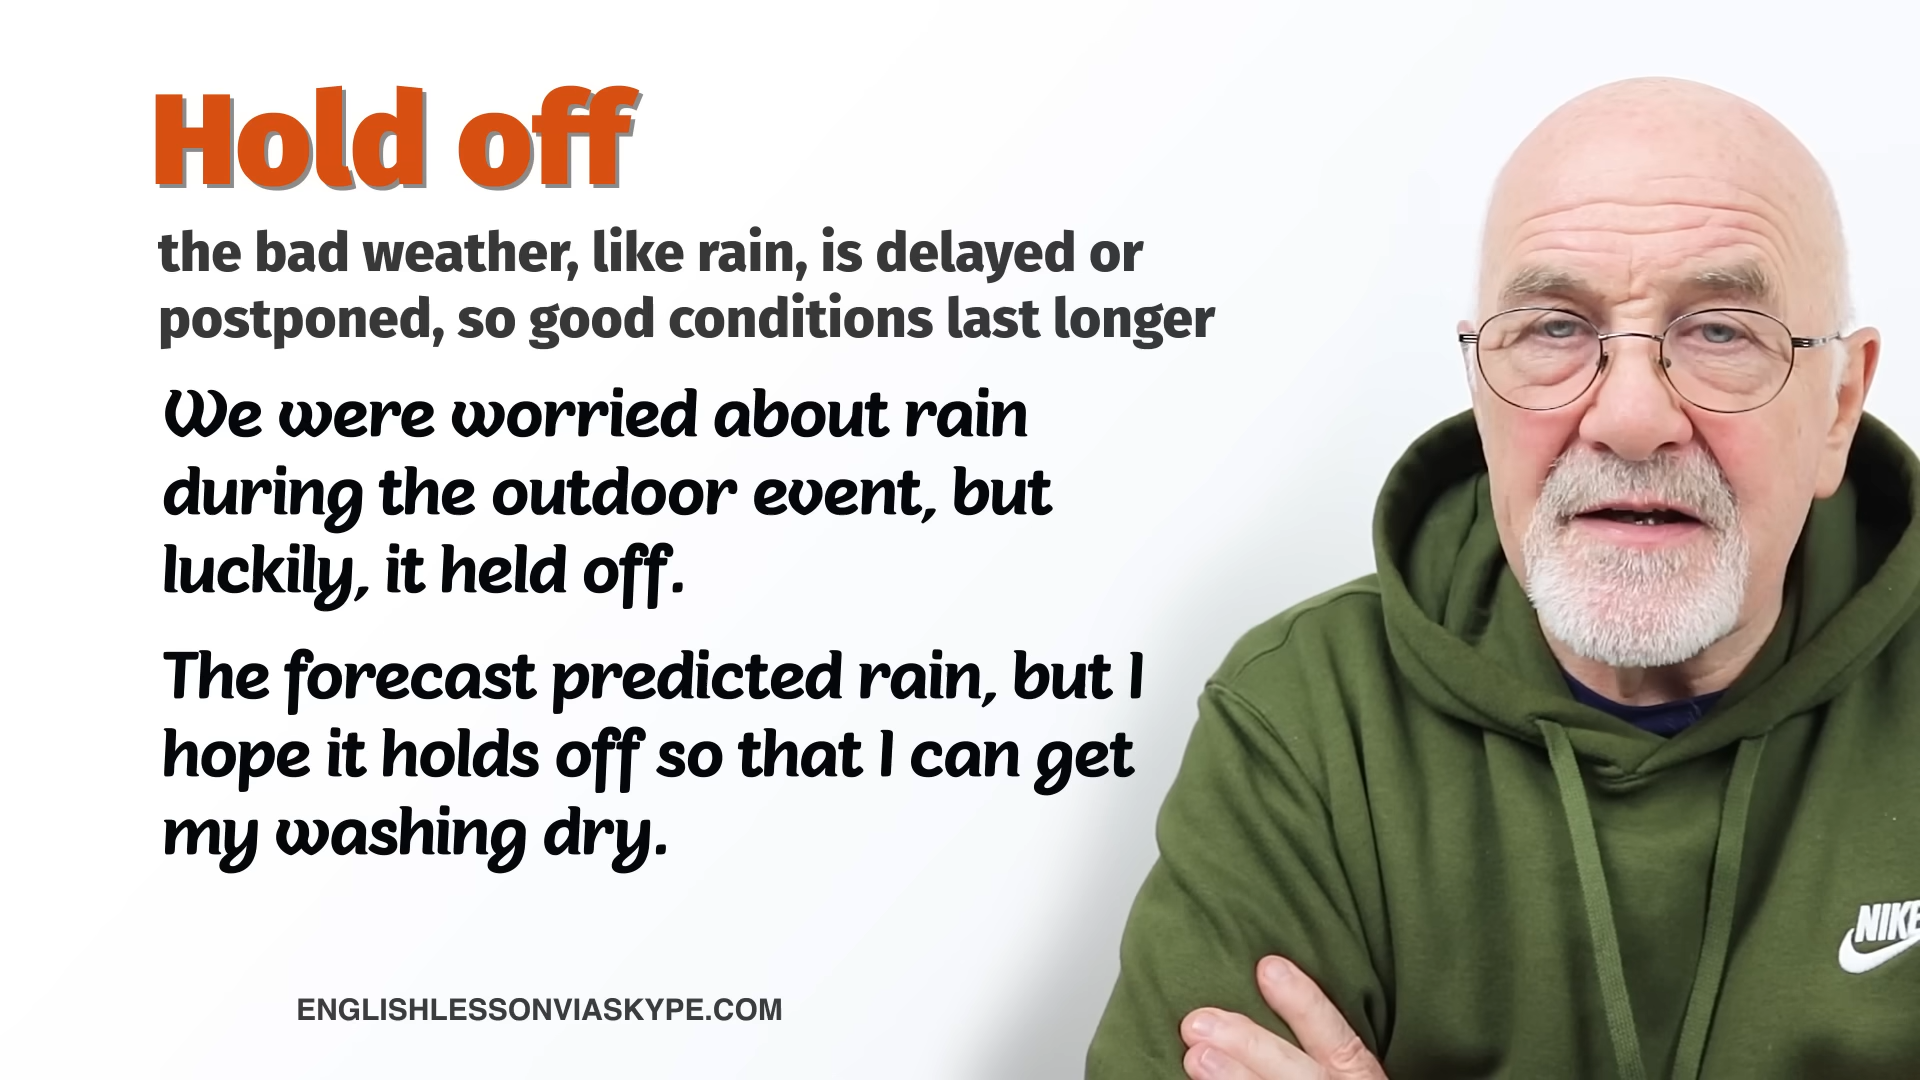 Hold off
the bad weather, like rain, is delayed or
postponed, so good conditions last longer
We were worried about rain
during the outdoor event, but
luckily, it held off.
The forecast predicted rain, but I
hope it holds off so that I can get
my washing dry.
NIKE
ENGLISHLESSONVIASKYPE.COM